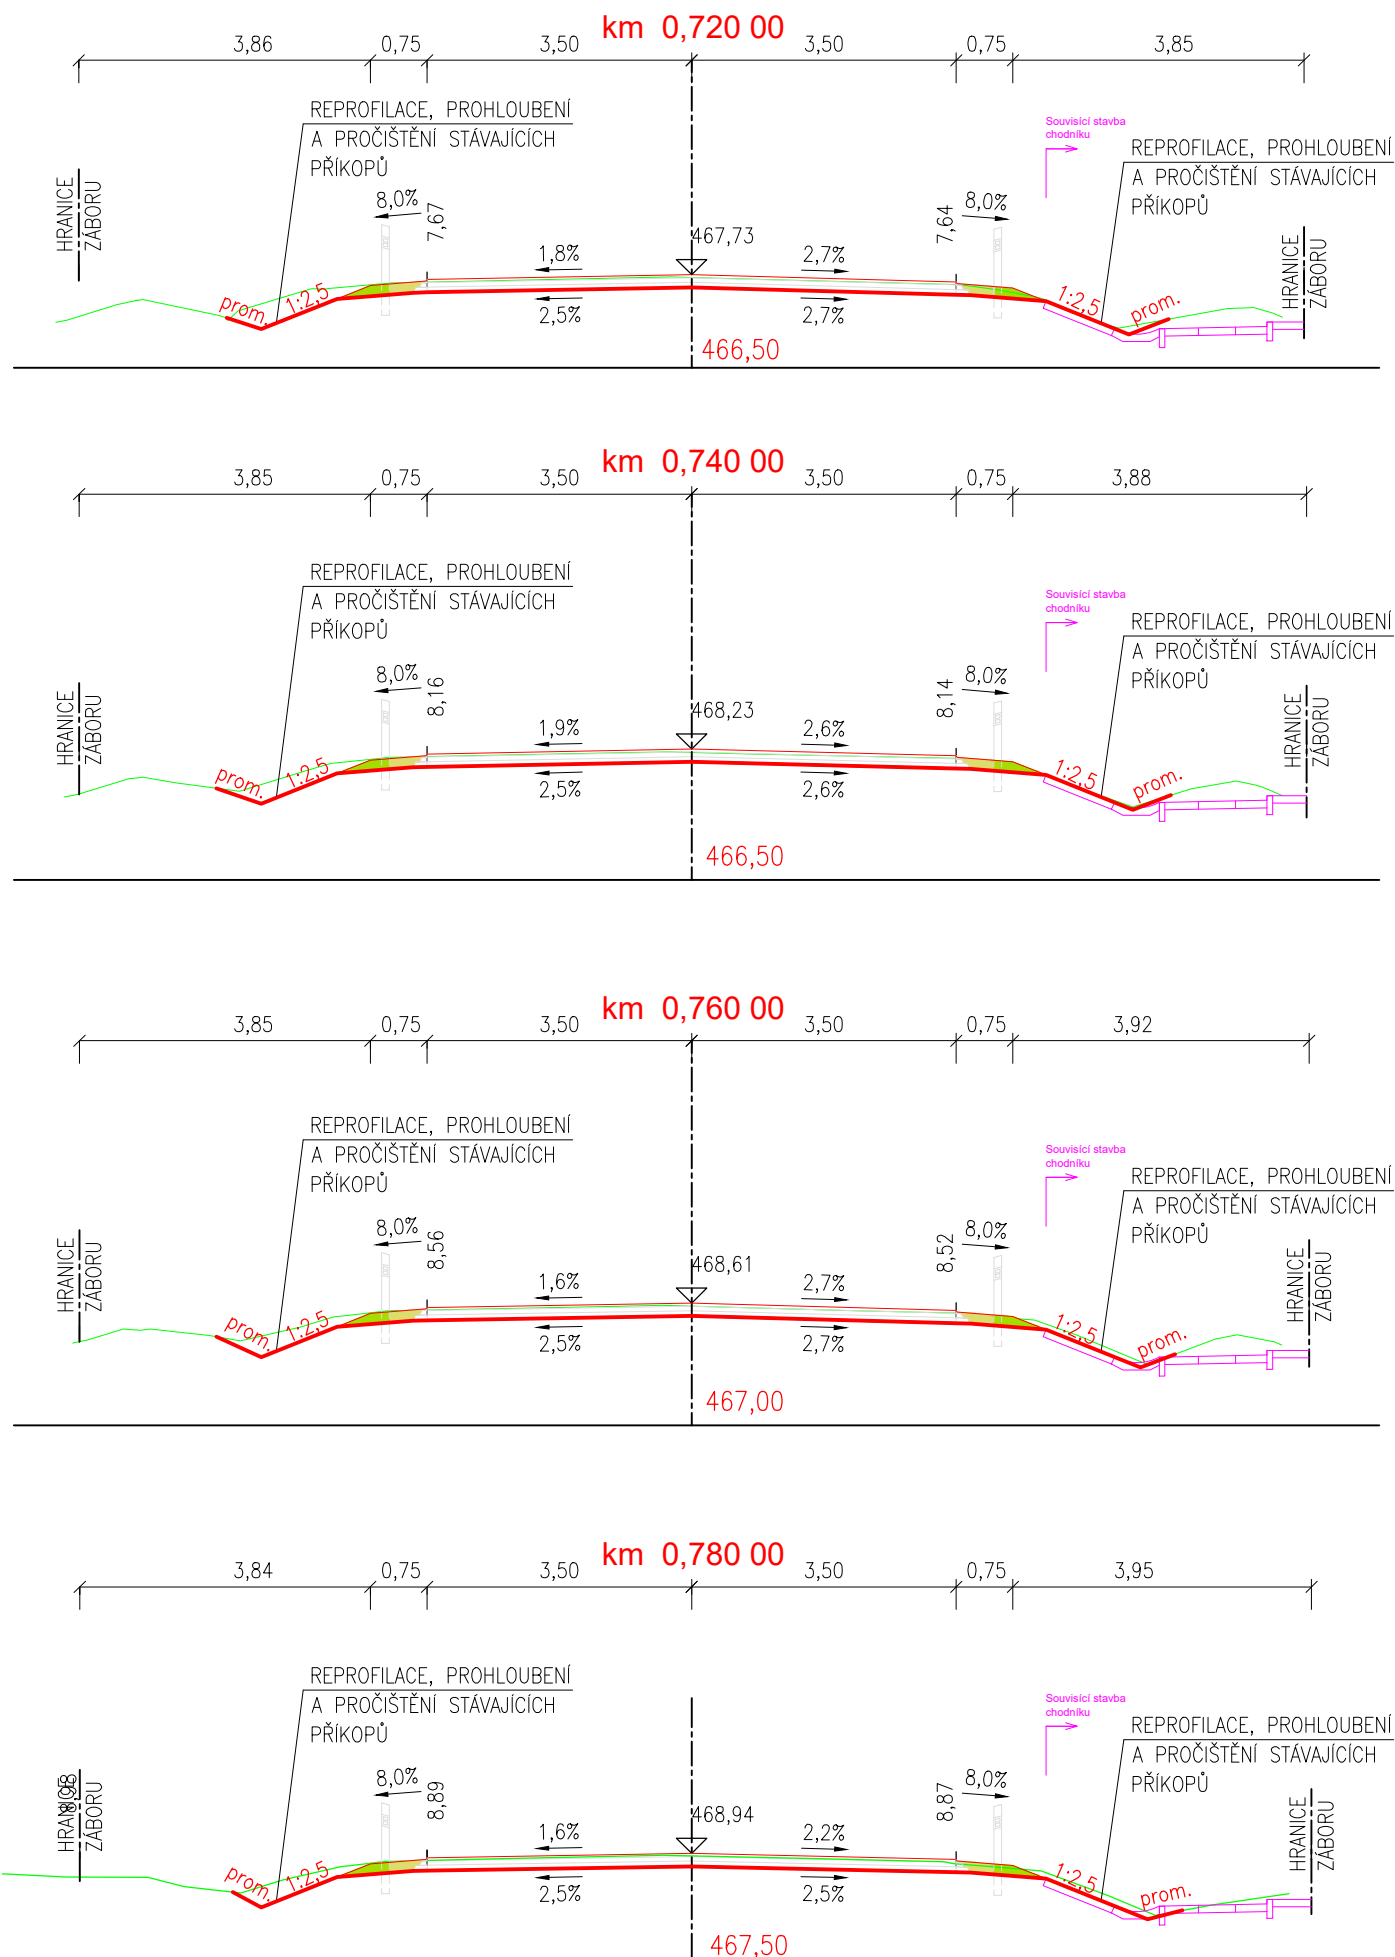 km 0,720 00
3,86 0,75 3,50 3,50 0,75 3,85
REPROFILACE, PROHLOUBENÍ
A PROČIŠTĚNÍ STÁVAJÍCÍCH
PŘÍKOPŮ
Souvisící stavba
chodníku
REPROFILACE, PROHLOUBENÍ
A PROČIŠTĚNÍ STÁVAJÍCÍCH
PŘÍKOPŮ
HRANICE
ZÁBORU
8,0%
7,67
467,73
7,64
8,0%
HRANICE
ZÁBORU
1,8%
2,7%
prom.
1:2,5
2,5%
2,7%
1:2,5
prom.
466,50
km 0,740 00
3,85 0,75 3,50 3,50 0,75 3,88
REPROFILACE, PROHLOUBENÍ
A PROČIŠTĚNÍ STÁVAJÍCÍCH
PŘÍKOPŮ
Souvisící stavba
chodníku
REPROFILACE, PROHLOUBENÍ
A PROČIŠTĚNÍ STÁVAJÍCÍCH
PŘÍKOPŮ
HRANICE
ZÁBORU
8,0%
8,16
468,23
8,14
8,0%
HRANICE
ZÁBORU
1,9%
2,6%
prom.
1:2,5
2,5%
2,6%
1:2,5
prom.
466,50
km 0,760 00
3,85 0,75 3,50 3,50 0,75 3,92
REPROFILACE, PROHLOUBENÍ
A PROČIŠTĚNÍ STÁVAJÍCÍCH
PŘÍKOPŮ
Souvisící stavba
chodníku
REPROFILACE, PROHLOUBENÍ
A PROČIŠTĚNÍ STÁVAJÍCÍCH
PŘÍKOPŮ
HRANICE
ZÁBORU
8,0%
8,56
468,61
8,52
8,0%
HRANICE
ZÁBORU
1,6%
2,7%
prom.
1:2,5
2,5%
2,7%
1:2,5
prom.
467,00
km 0,780 00
3,84 0,75 3,50 3,50 0,75 3,95
REPROFILACE, PROHLOUBENÍ
A PROČIŠTĚNÍ STÁVAJÍCÍCH
PŘÍKOPŮ
Souvisící stavba
chodníku
REPROFILACE, PROHLOUBENÍ
A PROČIŠTĚNÍ STÁVAJÍCÍCH
PŘÍKOPŮ
HRANICE
8,98
ZÁBORU
8,0%
8,89
468,94
8,87
8,0%
HRANICE
ZÁBORU
1,6%
2,2%
prom.
1:2,5
2,5%
2,5%
1:2,5
prom.
467,50